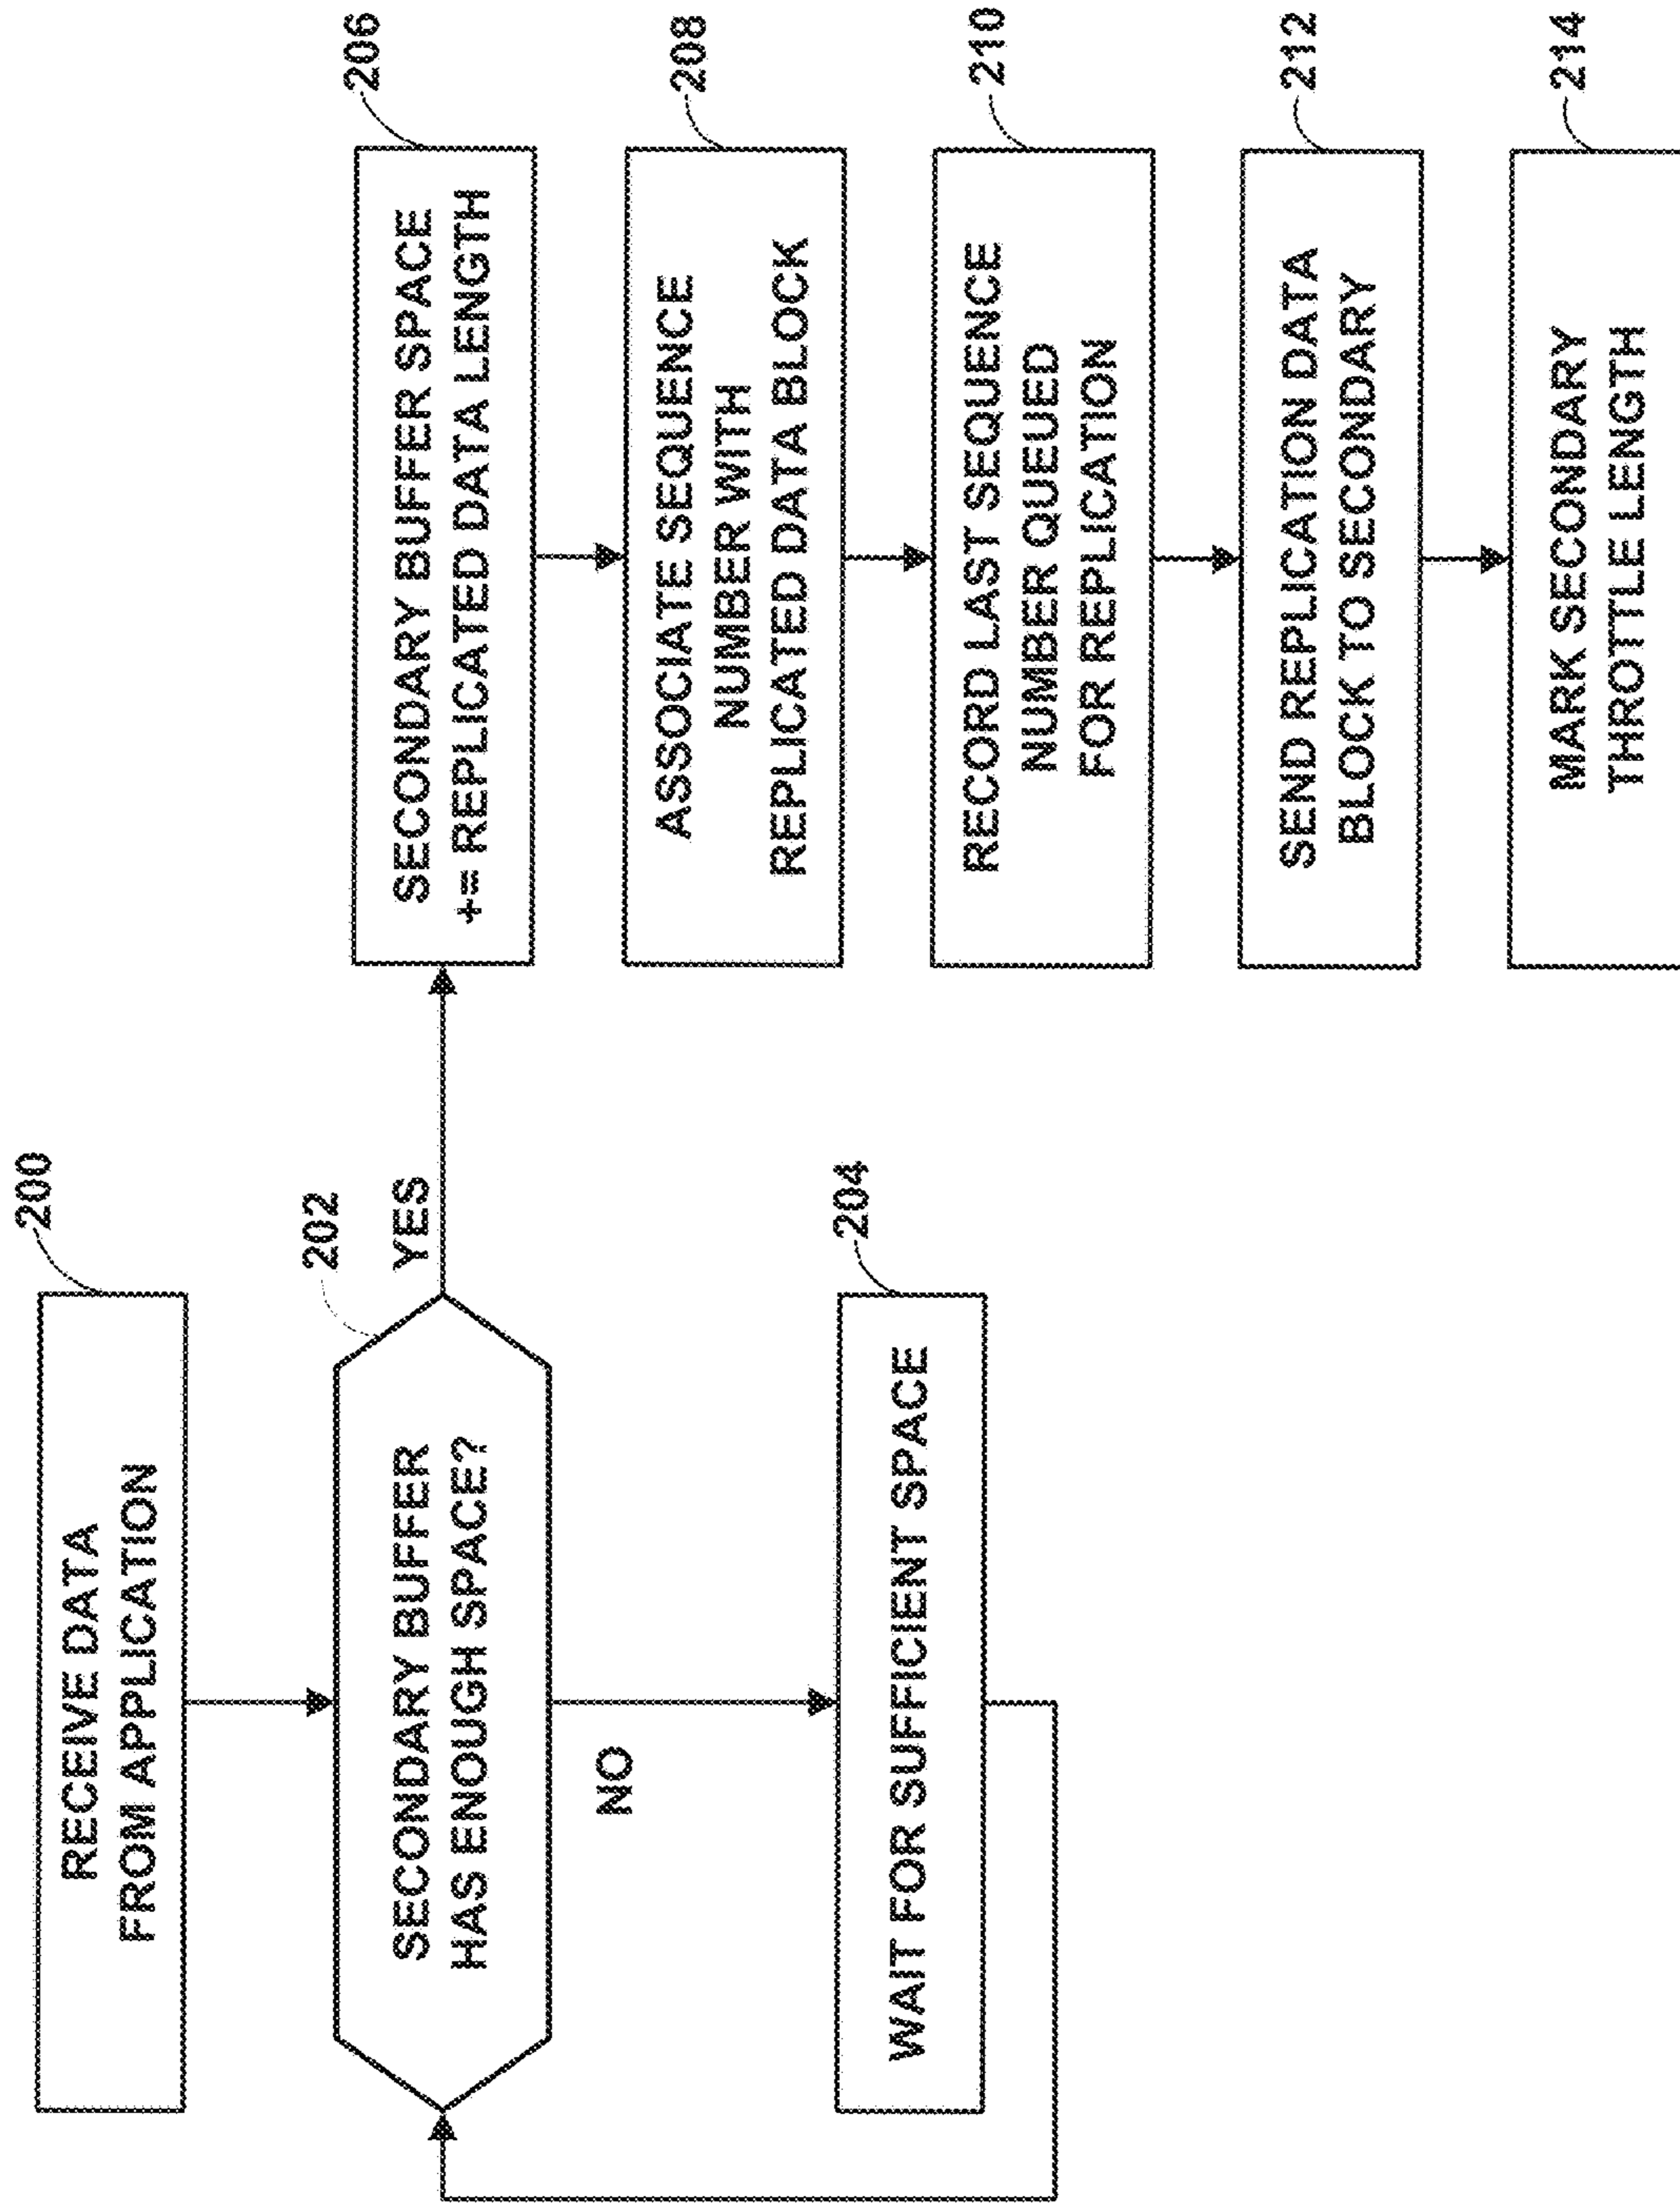 200
RECEIVE DATA
FROM APPLICATION
202
SECONDARY BUFFER
HAS ENOUGH SPACE?
YES
NO
204
WAIT FOR SUFFICIENT SPACE
206
SECONDARY BUFFER SPACE
+= REPLICATED DATA LENGTH
208
ASSOCIATE SEQUENCE
NUMBER WITH
REPLICATED DATA BLOCK
210
RECORD LAST SEQUENCE
NUMBER QUEUED
FOR REPLICATION
212
SEND REPLICATION DATA
BLOCK TO SECONDARY
214
MARK SECONDARY
THROTTLE LENGTH